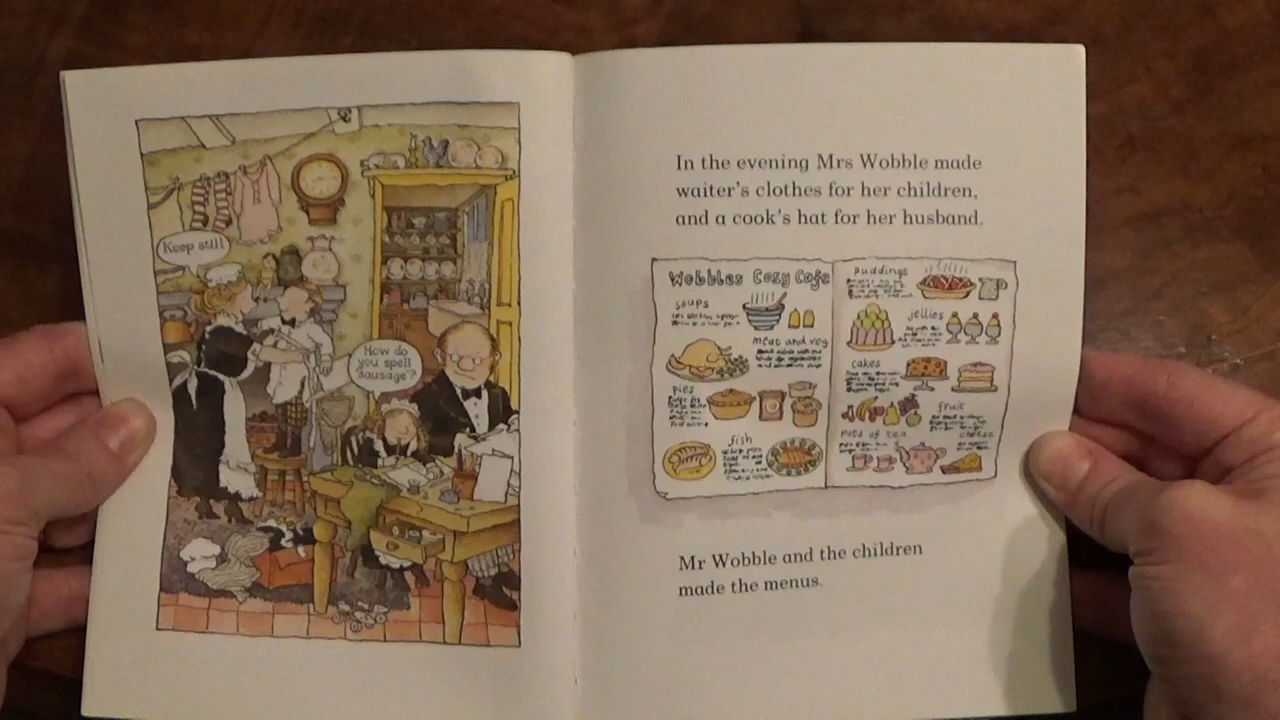 Keep still
How do
you spell
sausage?
In the evening Mrs Wobble made
waiter's clothes for her children,
and a cook's hat for her husband.
Wobbles Cosy Cafe
soups
meat and veg
pies
fish
puddings
jellies
cakes
fruit
Pots of tea
cheese
Mr Wobble and the children
made the menus.